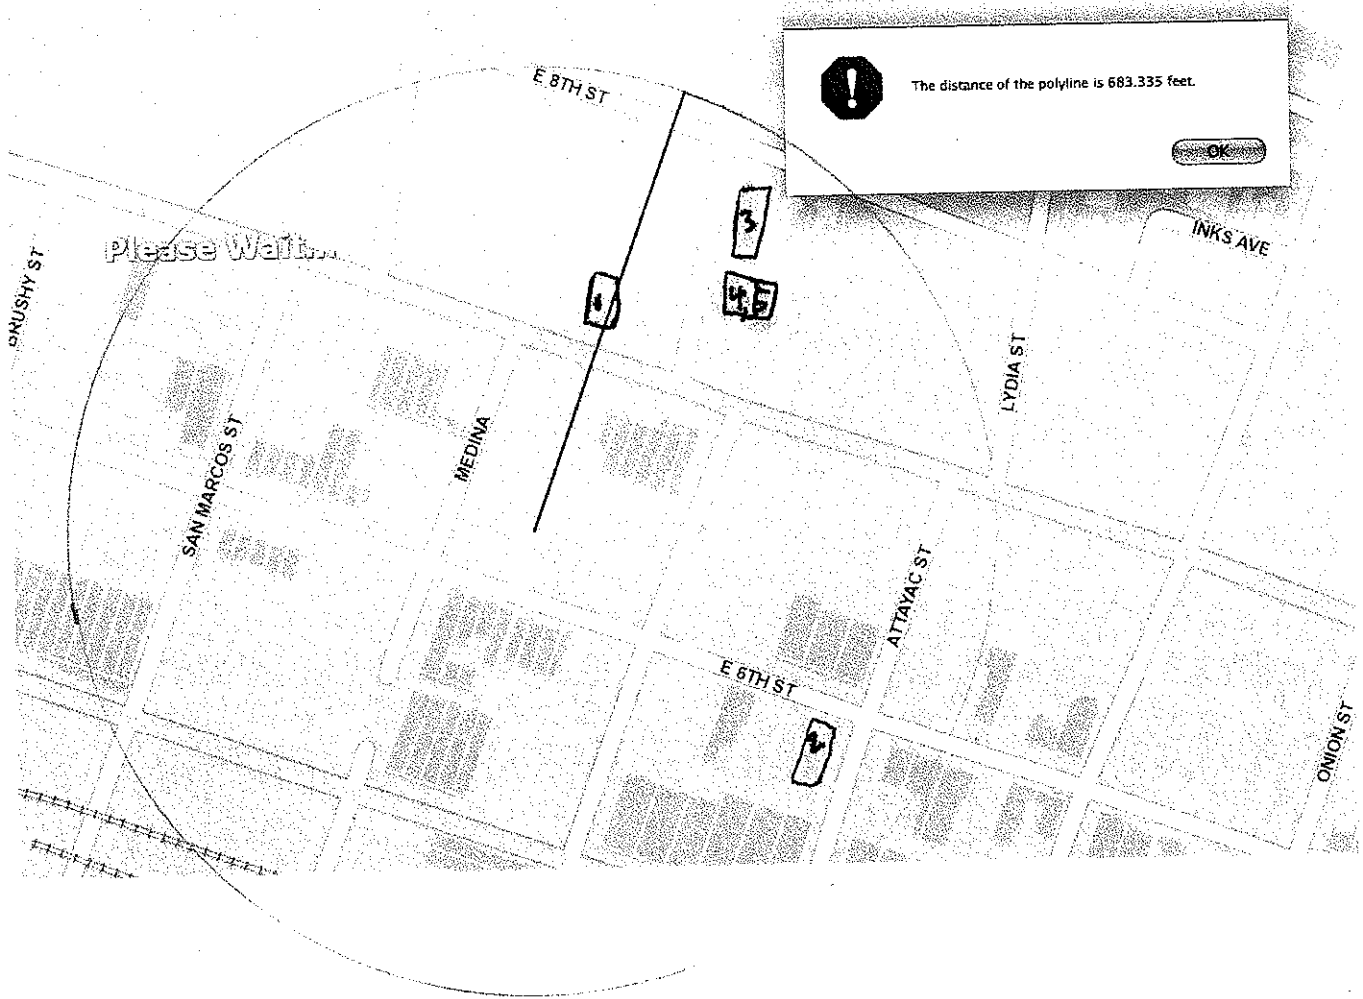 E 8TH ST
The distance of the polyline is 683.335 feet.
OK
INKS AVE
3
Please Wait...
BRUSHY ST
1
4
5
LYDIA ST
SAN MARCOS ST
MEDINA
ATTAYAC ST
E 6TH ST
2
ONION ST